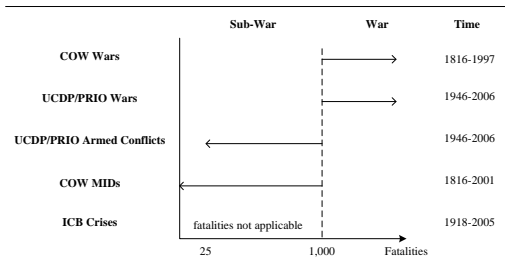 Sub-War War Time
COW Wars 1816-1997
UCDP/PRIO Wars 1946-2006
UCDP/PRIO Armed Conflicts 1946-2006
COW MIDs 1816-2001
ICB Crises fatalities not applicable 1918-2005
25 1,000 Fatalities